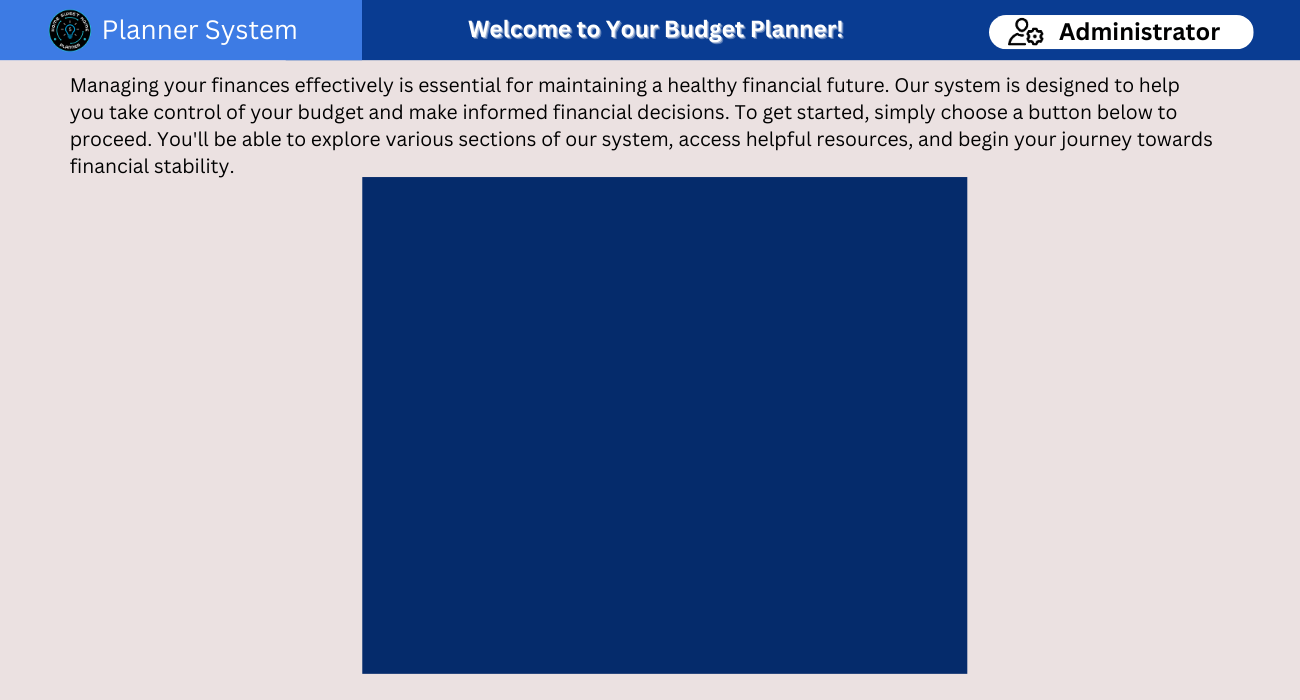 Planner System
Welcome to Your Budget Planner!
Administrator
Managing your finances effectively is essential for maintaining a healthy financial future. Our system is designed to help
you take control of your budget and make informed financial decisions. To get started, simply choose a button below to
proceed. You'll be able to explore various sections of our system, access helpful resources, and begin your journey towards
financial stability.